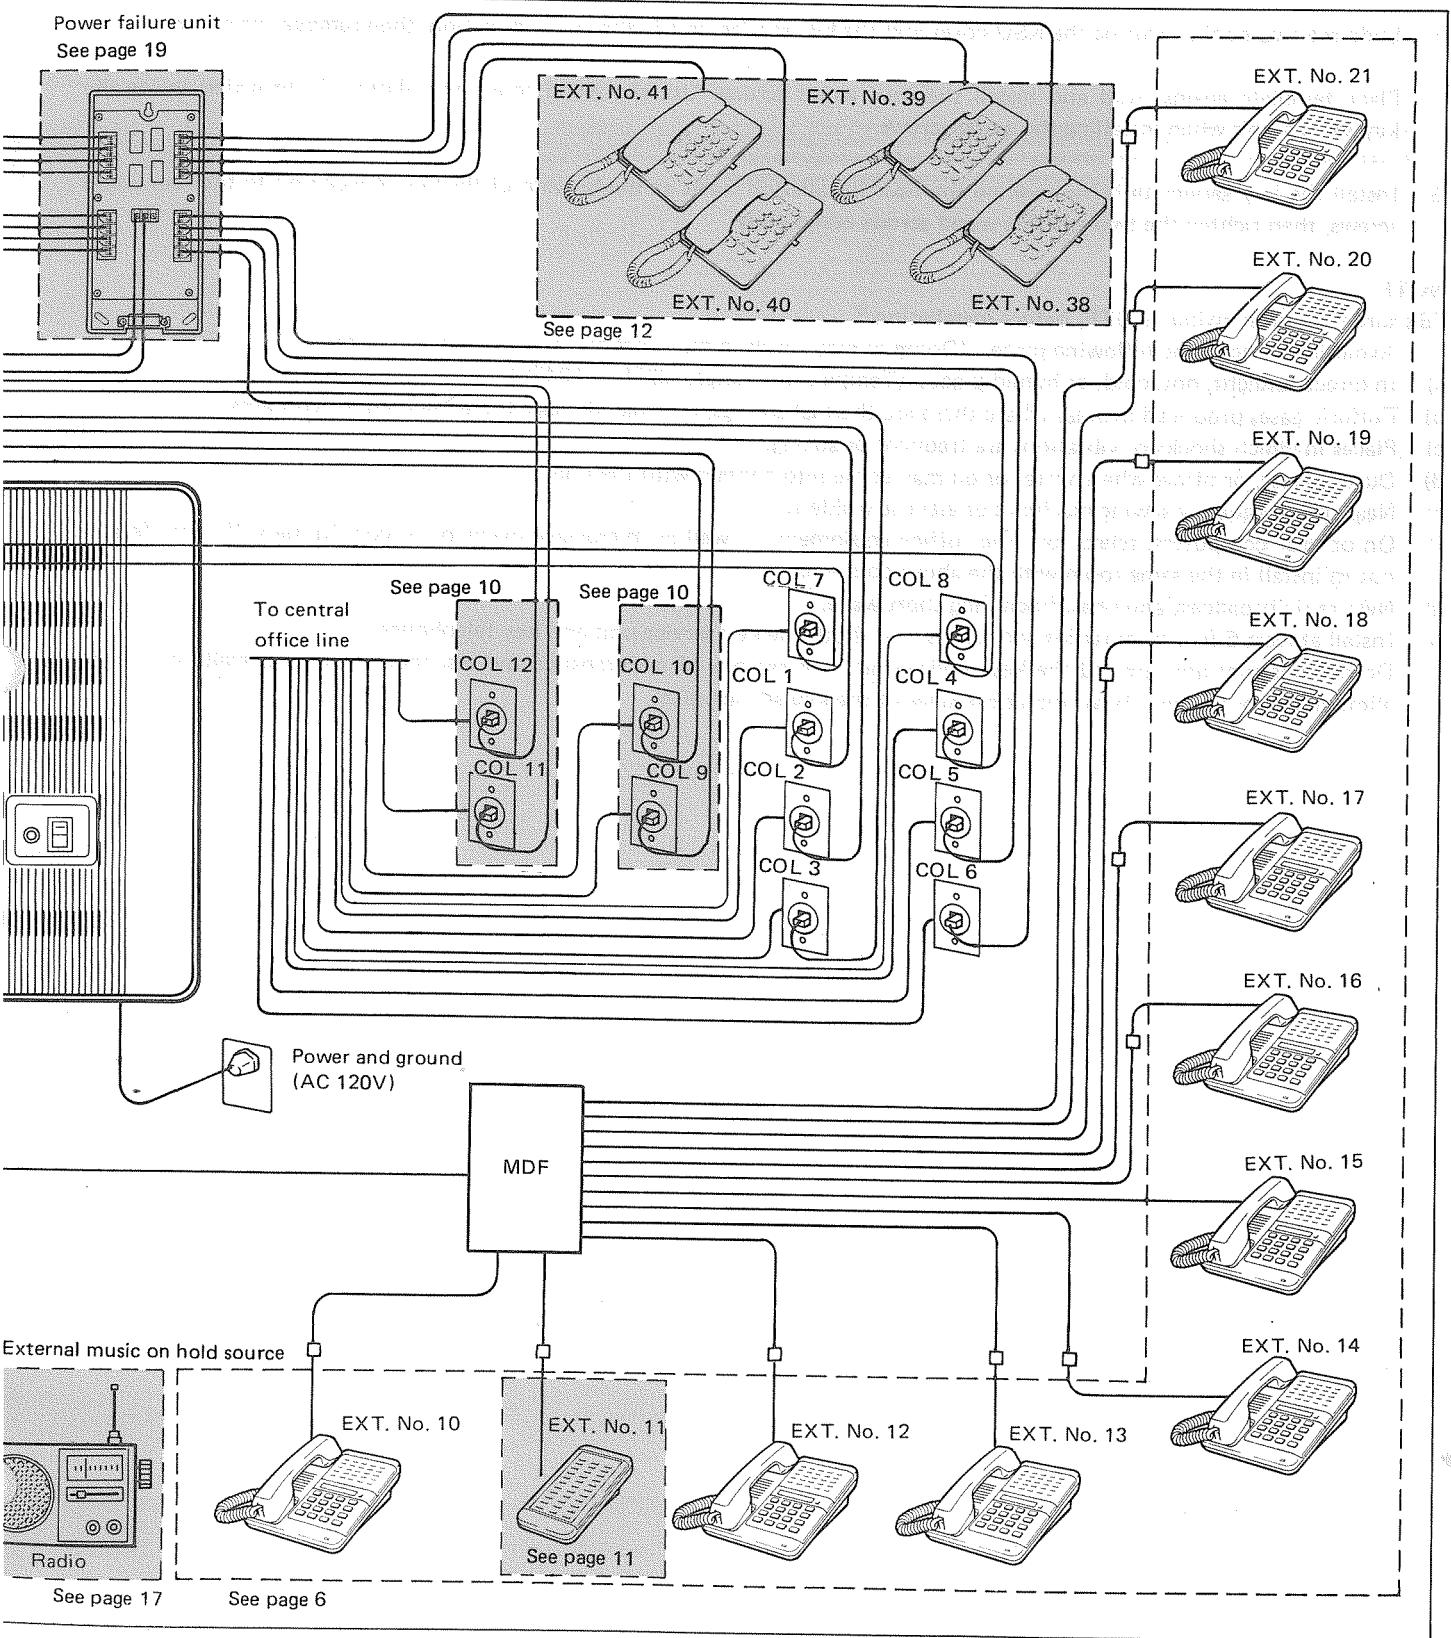 Power failure unit
See page 19
EXT. No. 41
EXT. No. 39
EXT. No. 40
EXT. No. 38
See page 12
EXT. No. 21
EXT. No. 20
EXT. No. 19
EXT. No. 18
EXT. No. 17
EXT. No. 16
EXT. No. 15
EXT. No. 14
To central
office line
See page 10
See page 10
COL 7
COL 8
COL 12
COL 10
COL 1
COL 4
COL 11
COL 9
COL 2
COL 5
COL 3
COL 6
Power and ground
(AC 120V)
MDF
External music on hold source
EXT. No. 10
EXT. No. 11
EXT. No. 12
EXT. No. 13
Radio
See page 11
See page 17
See page 6